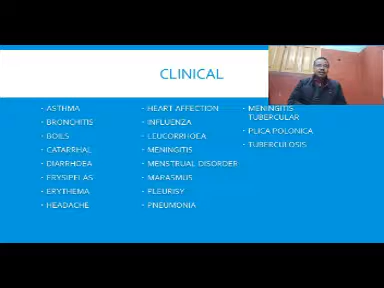 CLINICAL
- ASTHMA
- BRONCHITIS
- BOILS
- CATARRHAL
- DIARRHOEA
- ERYSIPELAS
- ERYTHEMA
- HEADACHE
- HEART AFFECTION
- INFLUENZA
- LEUCORRHOEA
- MENINGITIS
- MENSTRUAL DISORDER
- MARASMUS
- PLEURISY
- PNEUMONIA
- MENINGITIS
TUBERCULAR
- PLICA POLONICA
- TUBERCULOSIS